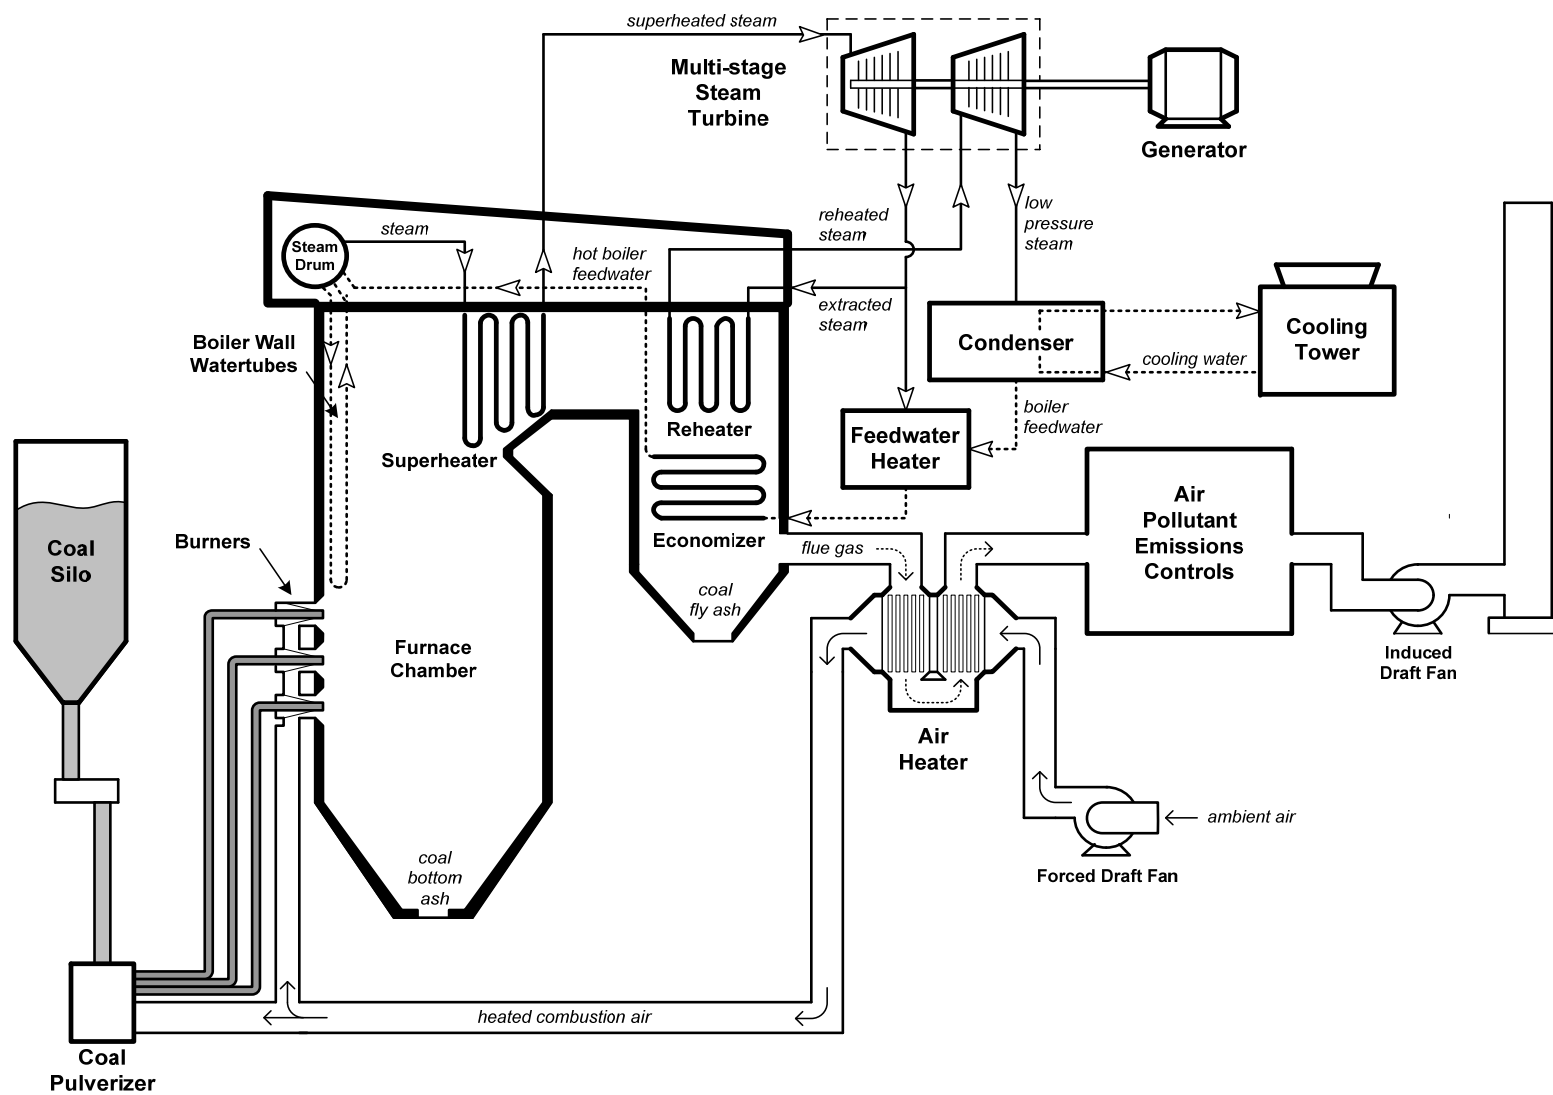 superheated steam
Multi-stage
Steam
Turbine
Generator
steam
Steam
Drum
hot boiler
feedwater
reheated
steam
low
pressure
steam
extracted
steam
Boiler Wall
Watertubes
Condenser
Cooling
Tower
cooling water
Superheater
Reheater
boiler
feedwater
Feedwater
Heater
Coal
Silo
Burners
Economizer
flue gas
Air
Pollutant
Emissions
Controls
coal
fly ash
Furnace
Chamber
Induced
Draft Fan
Air
Heater
ambient air
Forced Draft Fan
coal
bottom
ash
heated combustion air
Coal
Pulverizer